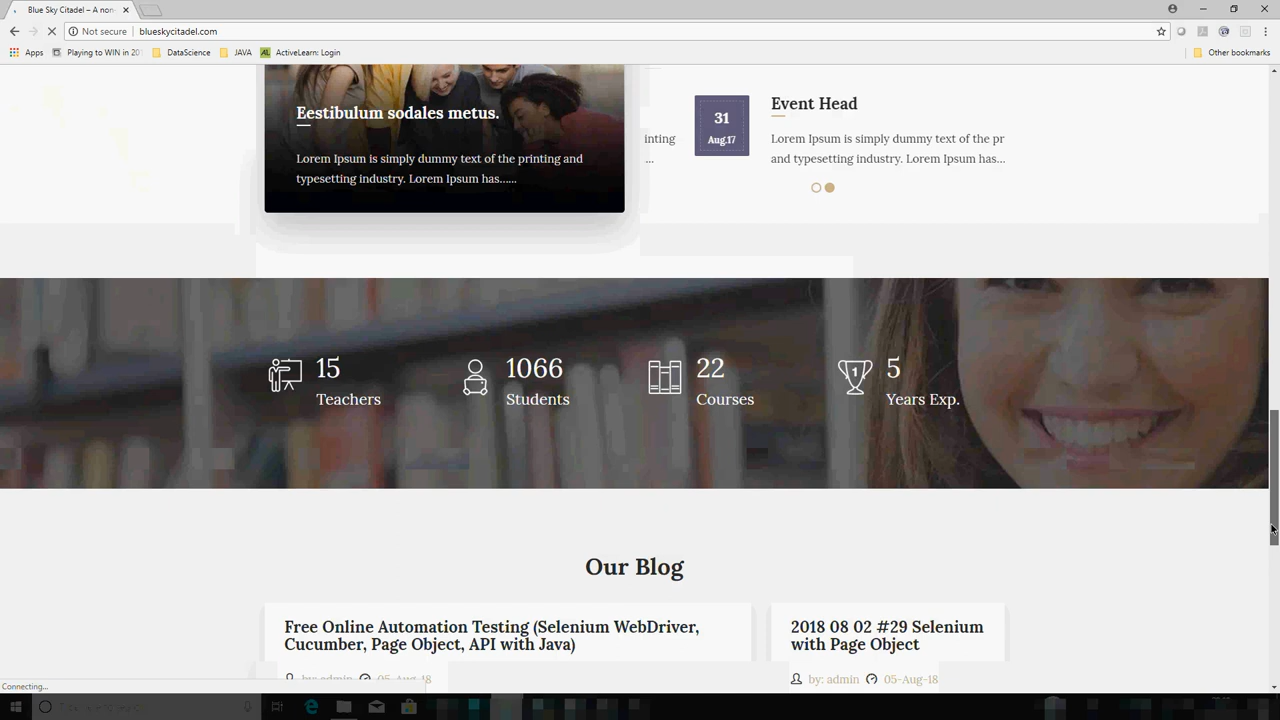 Blue Sky Citadel – A non-
Not secure
blueskycitadel.com
Apps
Playing to WIN in 20
DataScience
JAVA
ActiveLearn: Login
Other bookmarks
Eestibulum sodales metus.
Lorem Ipsum is simply dummy text of the printing and
typesetting industry. Lorem Ipsum has......
inting
...
31
Aug.17
Event Head
Lorem Ipsum is simply dummy text of the pr
and typesetting industry. Lorem Ipsum has...
15
Teachers
1066
Students
22
Courses
1
5
Years Exp.
Our Blog
Free Online Automation Testing (Selenium WebDriver,
Cucumber, Page Object, API with Java)
by: admin 05-Aug-18
2018 08 02 #29 Selenium
with Page Object
by: admin 05-Aug-18
Connecting...